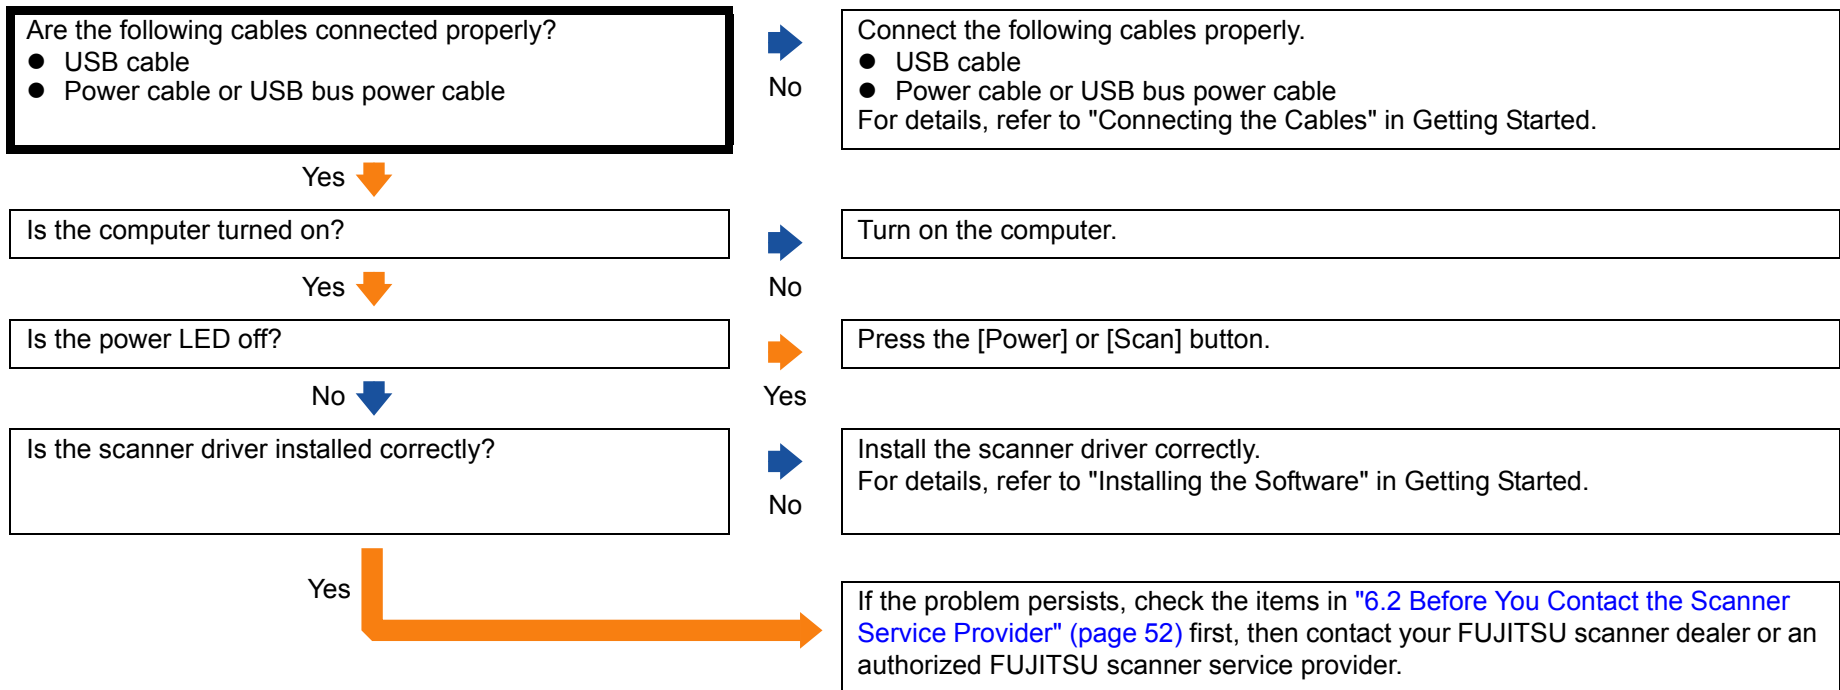 Are the following cables connected properly?
● USB cable
● Power cable or USB bus power cable
No
Connect the following cables properly.
● USB cable
● Power cable or USB bus power cable
For details, refer to "Connecting the Cables" in Getting Started.
Yes
Is the computer turned on?
No
Turn on the computer.
Yes
Is the power LED off?
Yes
Press the [Power] or [Scan] button.
No
Is the scanner driver installed correctly?
No
Install the scanner driver correctly.
For details, refer to "Installing the Software" in Getting Started.
Yes
If the problem persists, check the items in "6.2 Before You Contact the Scanner
Service Provider" (page 52) first, then contact your FUJITSU scanner dealer or an
authorized FUJITSU scanner service provider.